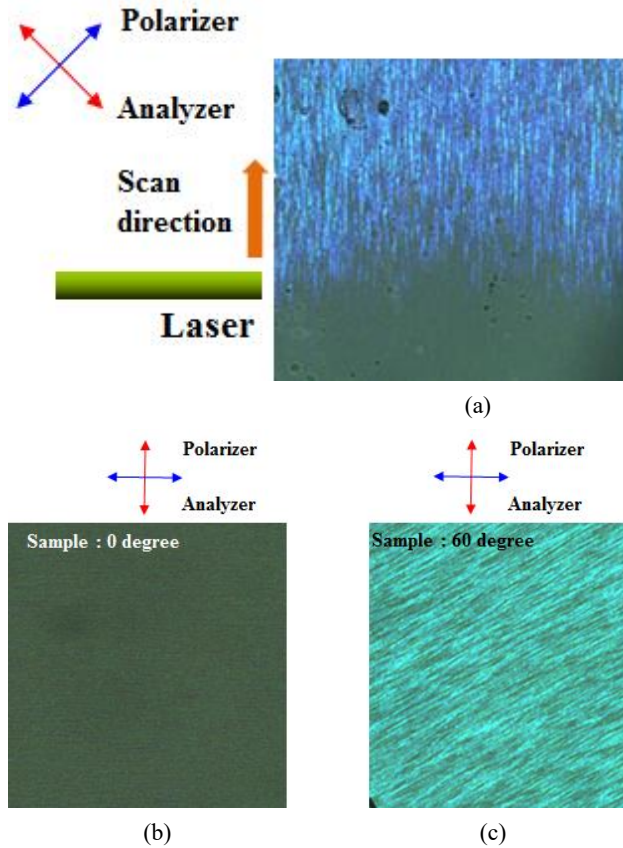 Polarizer
Analyzer
Scan
direction
Laser
(a)
Polarizer
Analyzer
Sample : 0 degree
(b)
Polarizer
Analyzer
Sample : 60 degree
(c)